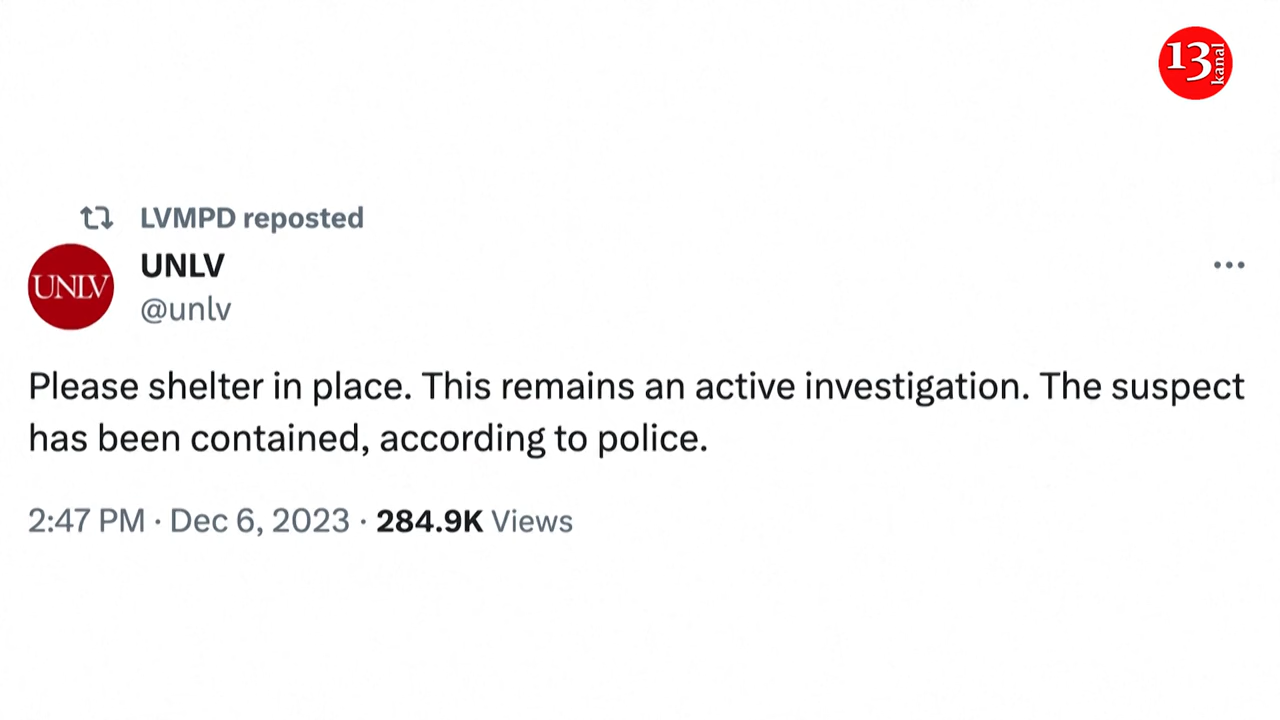 13 kanal
LVMPD reposted
UNLV
UNLV
@unlv
Please shelter in place. This remains an active investigation. The suspect
has been contained, according to police.
2:47 PM · Dec 6, 2023 · 284.9K Views